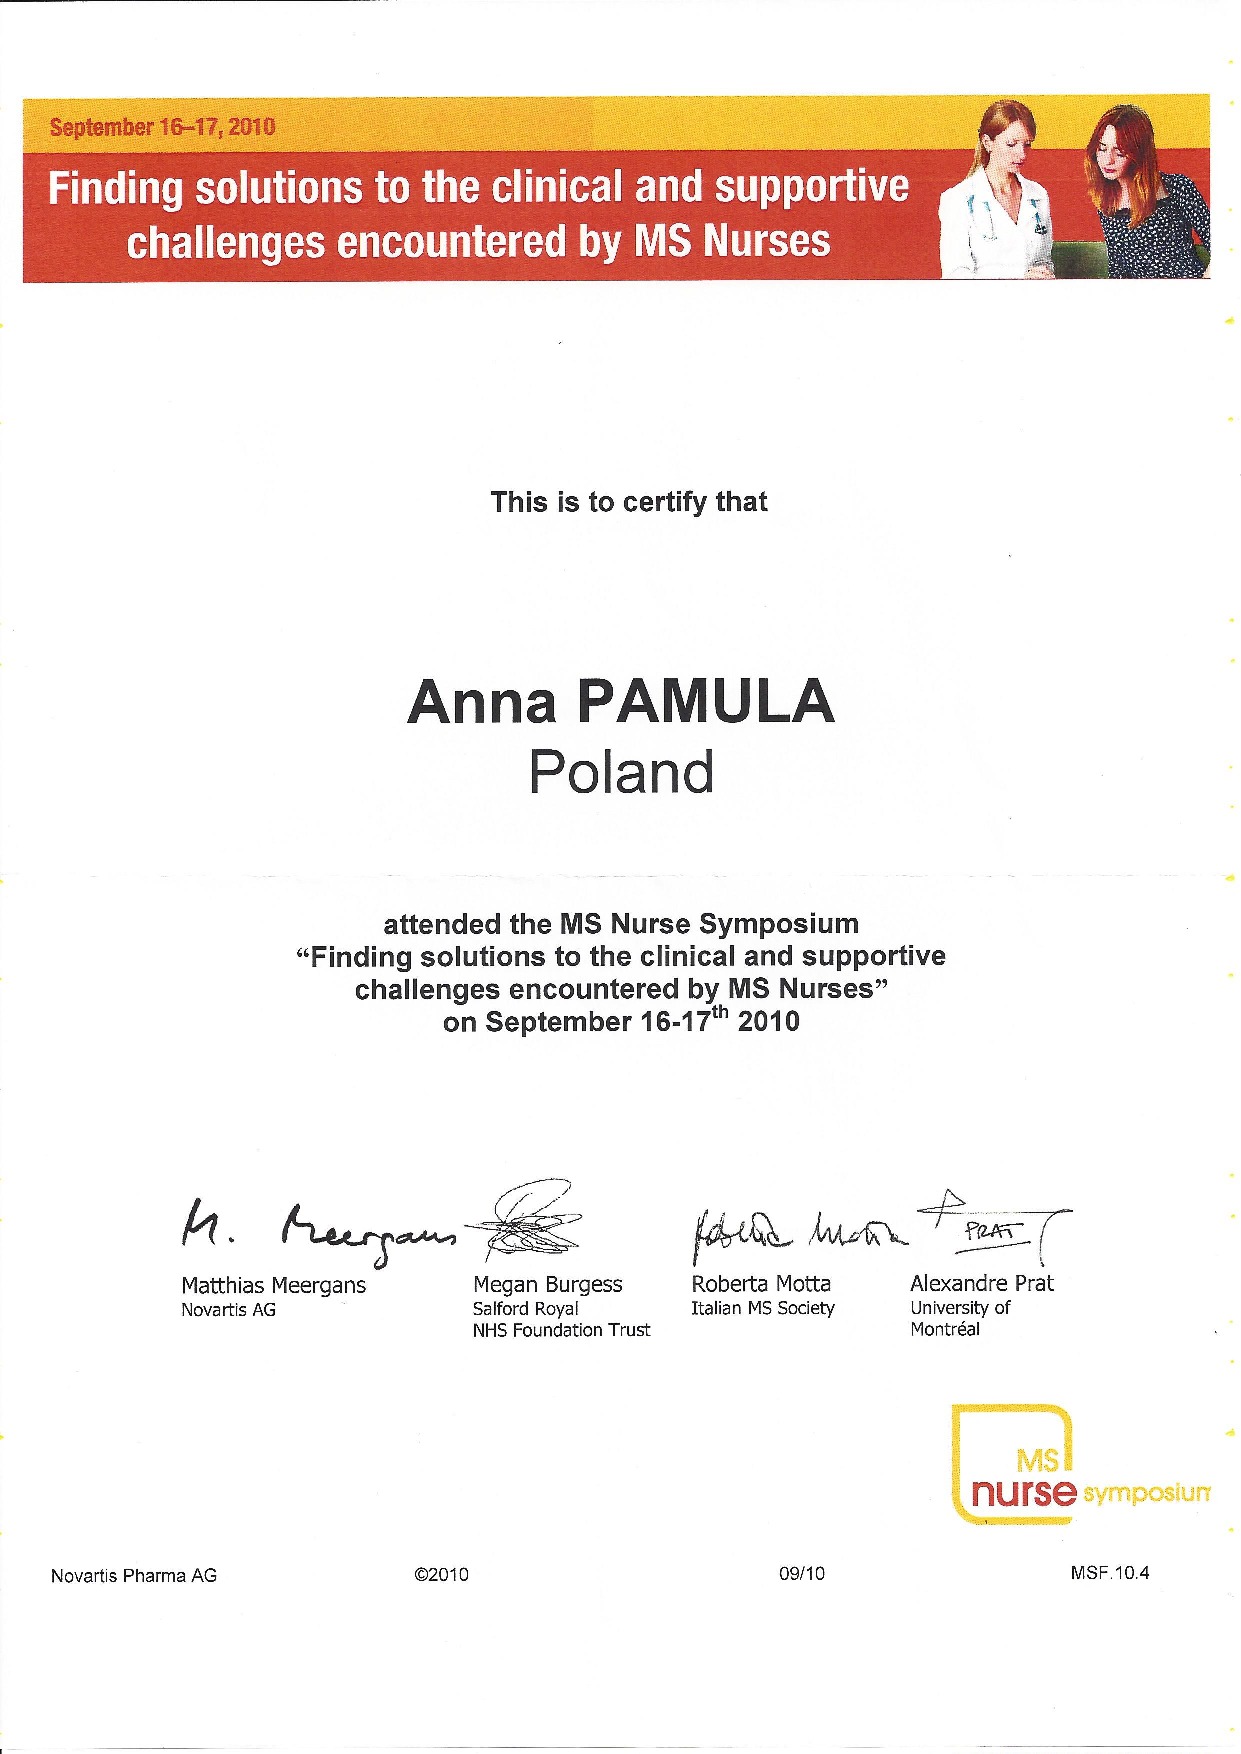 September 16–17, 2010
Finding solutions to the clinical and supportive
challenges encountered by MS Nurses
This is to certify that
Anna PAMULA
Poland
attended the MS Nurse Symposium
“Finding solutions to the clinical and supportive
challenges encountered by MS Nurses”
on September 16-17th 2010
M. Meergans
Roberta Motta
PRAT
Matthias Meergans
Novartis AG
Megan Burgess
Salford Royal
NHS Foundation Trust
Roberta Motta
Italian MS Society
Alexandre Prat
University of
Montréal
MS
nurse symposium
Novartis Pharma AG ©2010 09/10 MSF.10.4